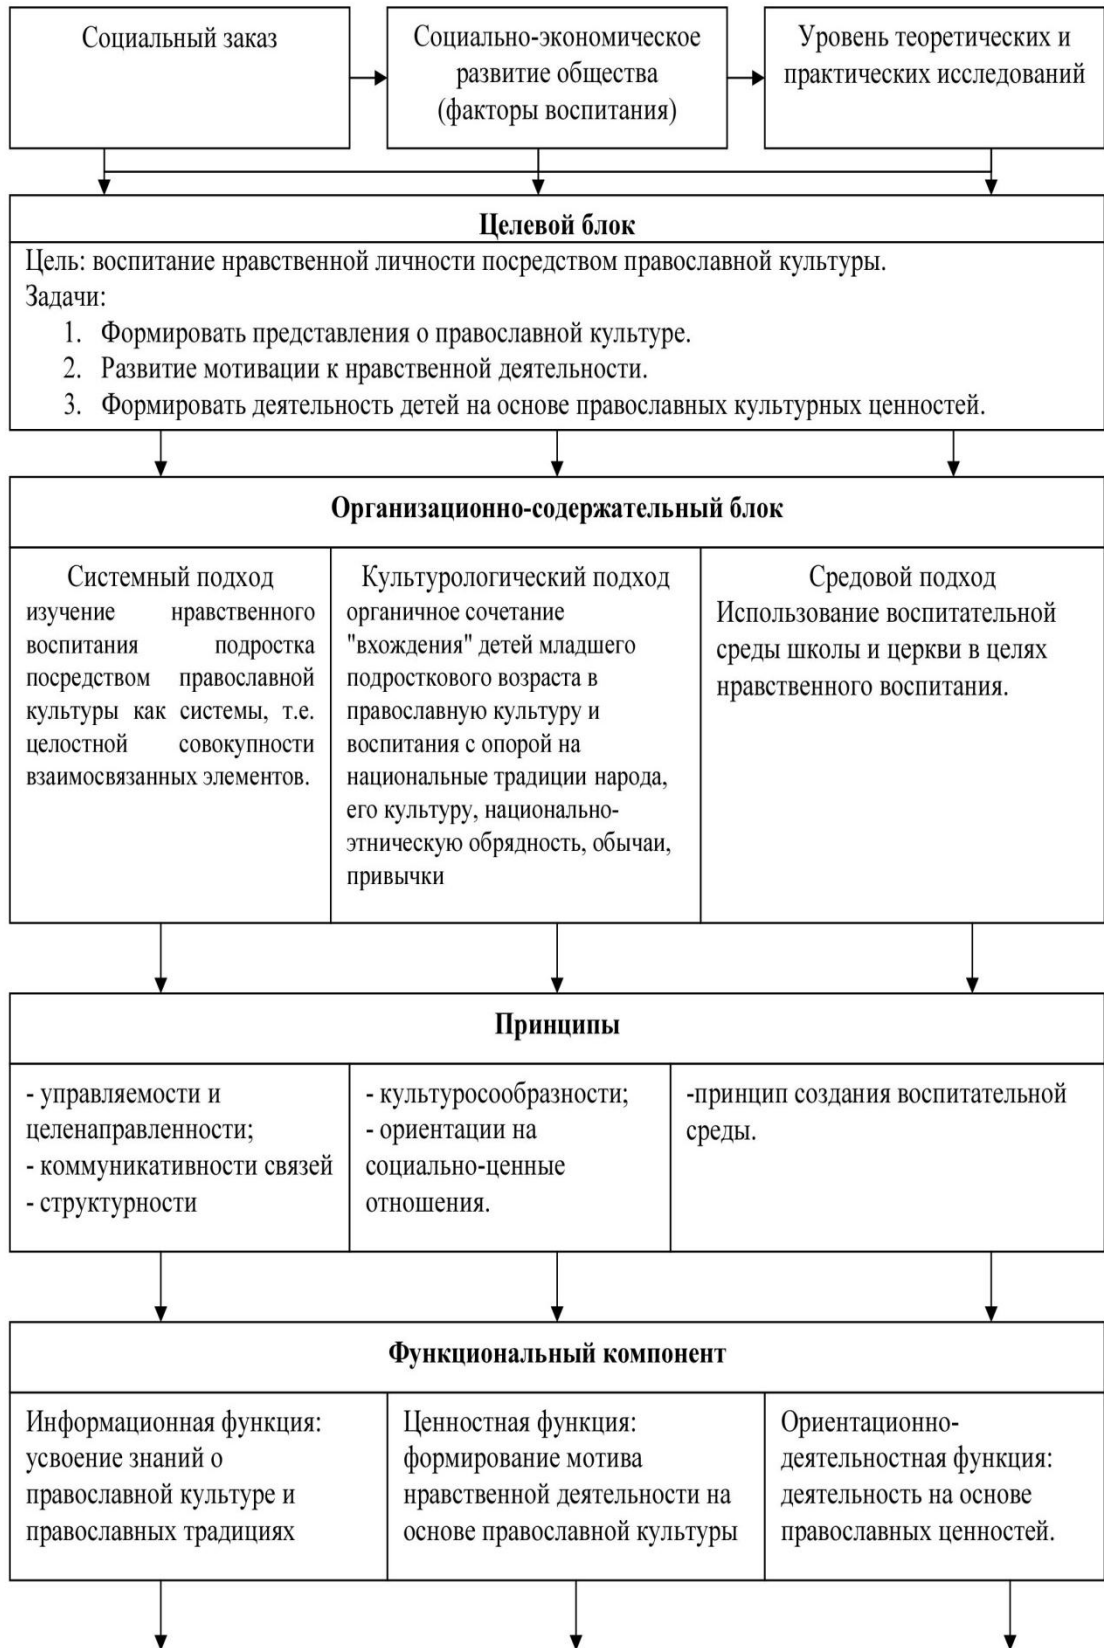 Социальный заказ
Социально-экономическое
развитие общества
(факторы воспитания)
Уровень теоретических и
практических исследований
Целевой блок
Цель: воспитание нравственной личности посредством православной культуры.
Задачи:
1. Формировать представления о православной культуре.
2. Развитие мотивации к нравственной деятельности.
3. Формировать деятельность детей на основе православных культурных ценностей.
Организационно-содержательный блок
Системный подход
изучение нравственного
воспитания подростка
посредством православной
культуры как системы, т.е.
целостной совокупности
взаимосвязанных элементов.
Культурологический подход
органичное сочетание
"вхождения" детей младшего
подросткового возраста в
православную культуру и
воспитания с опорой на
национальные традиции народа,
его культуру, национально-
этническую обрядность, обычаи,
привычки
Средовой подход
Использование воспитательной
среды школы и церкви в целях
нравственного воспитания.
Принципы
- управляемости и
целенаправленности;
- коммуникативности связей
- структурности
- культуросообразности;
- ориентации на
социально-ценные
отношения.
-принцип создания воспитательной
среды.
Функциональный компонент
Информационная функция:
усвоение знаний о
православной культуре и
православных традициях
Ценностная функция:
формирование мотива
нравственной деятельности на
основе православной культуры
Ориентационно-
деятельностная функция:
деятельность на основе
православных ценностей.